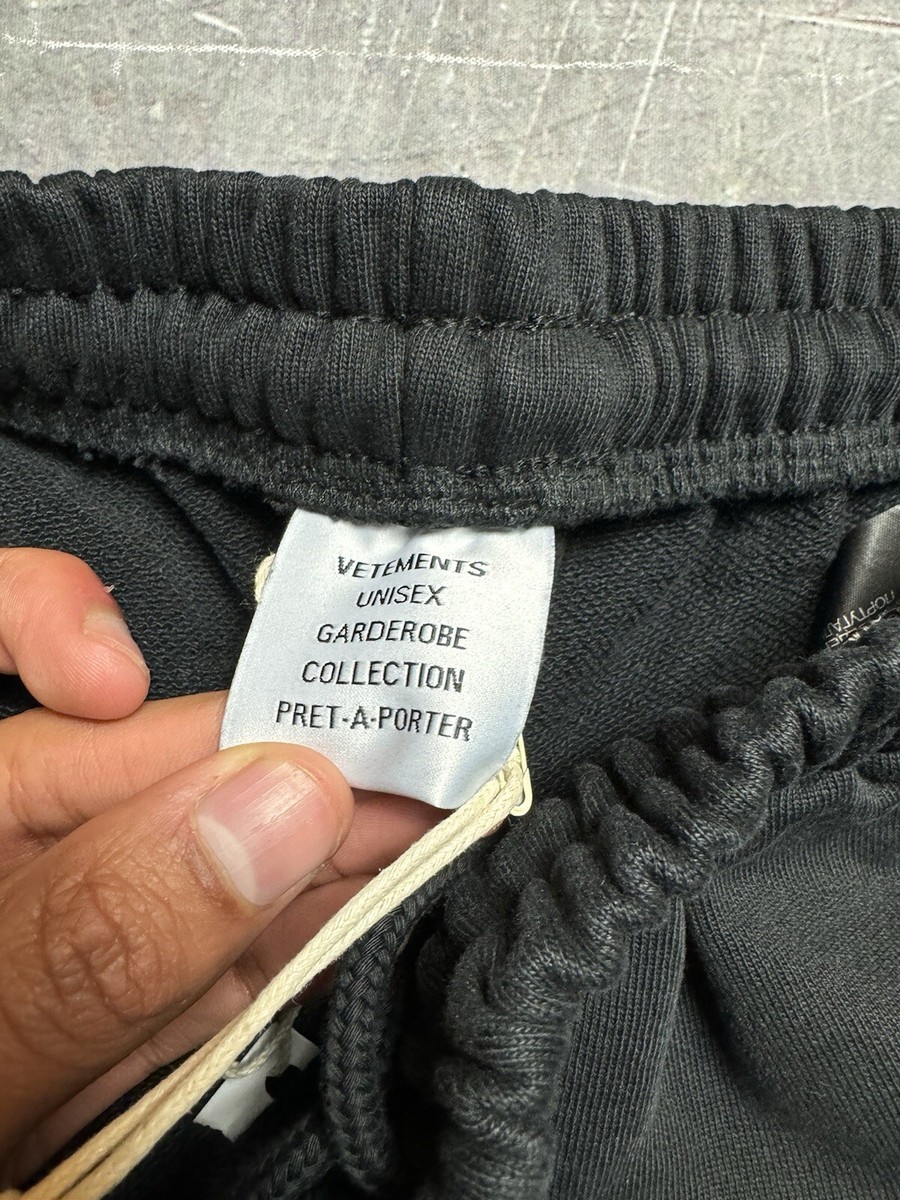 VETEMENTS
UNISEX
GARDEROBE
COLLECTION
PRET-A-PORTER